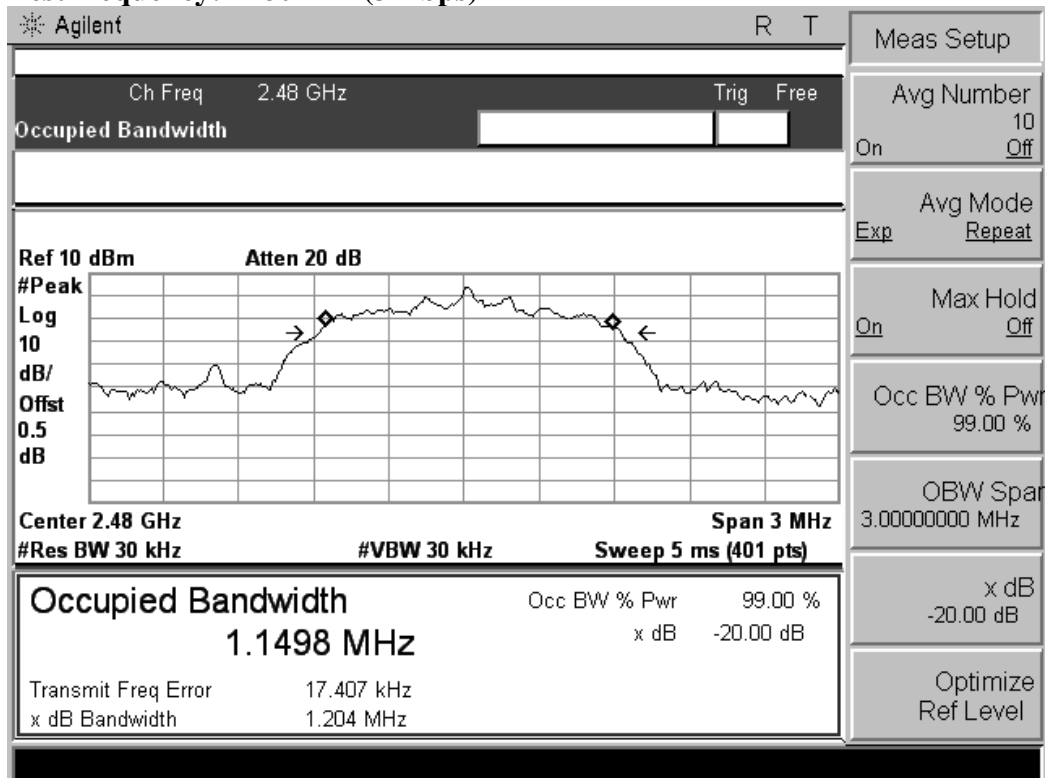 Agilent R T
Ch Freq 2.48 GHz Trig Free
Occupied Bandwidth
Ref 10 dBm Atten 20 dB
#Peak
Log
10
dB/
Offst
0.5
dB
Center 2.48 GHz Span 3 MHz
#Res BW 30 kHz #VBW 30 kHz Sweep 5 ms (401 pts)
Occupied Bandwidth Occ BW % Pwr 99.00 %
1.1498 MHz x dB -20.00 dB
Transmit Freq Error 17.407 kHz
x dB Bandwidth 1.204 MHz
Meas Setup
Avg Number
10
On Off
Avg Mode
Exp Repeat
Max Hold
On Off
Occ BW % Pwr
99.00 %
OBW Span
3.00000000 MHz
x dB
-20.00 dB
Optimize
Ref Level